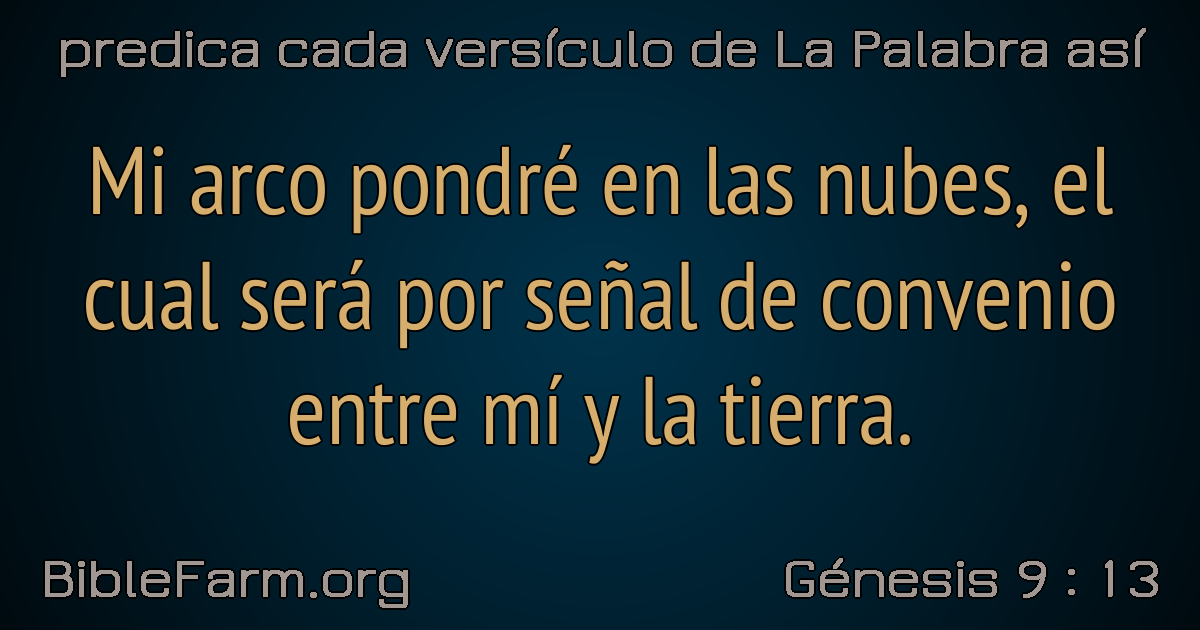 predica cada versículo de La Palabra así
Mi arco pondré en las nubes, el
cual será por señal de convenio
entre mí y la tierra.
BibleFarm.org
Génesis 9 : 13